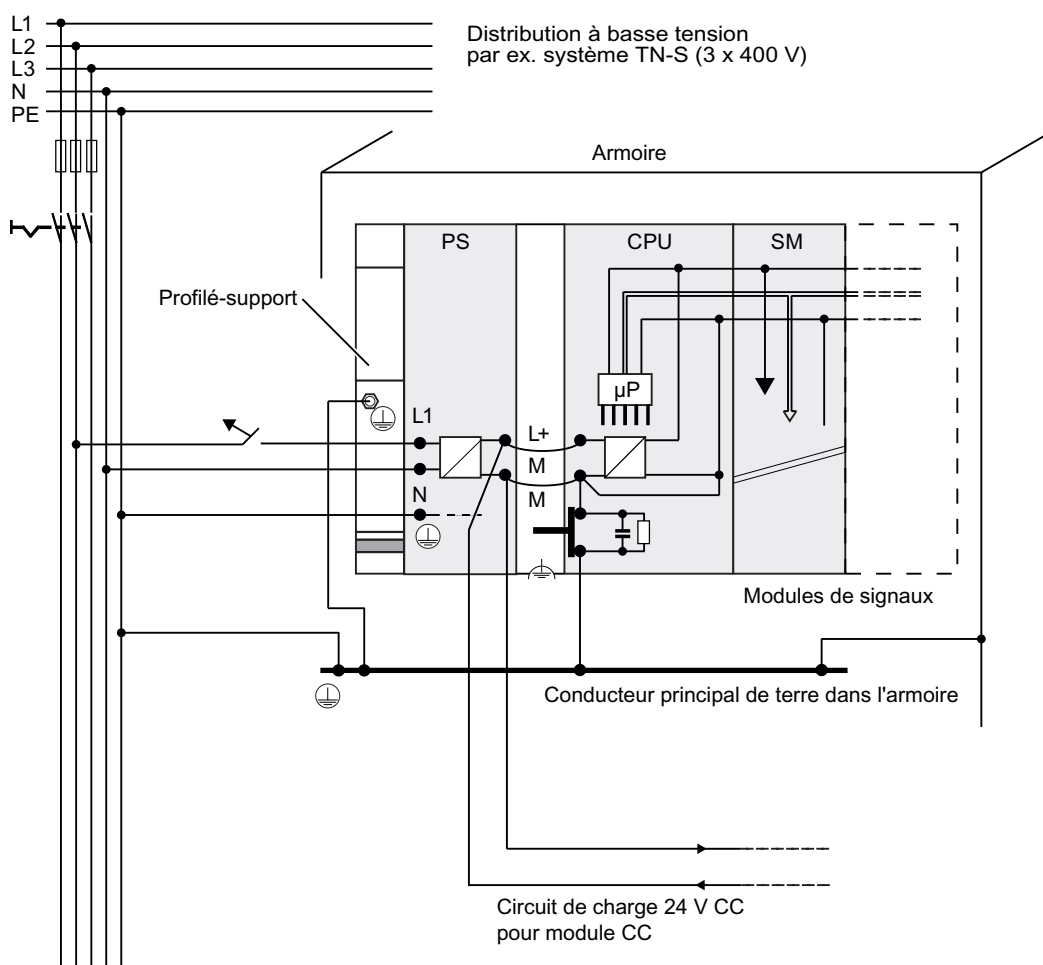 L1
L2
L3
N
PE
Distribution à basse tension
par ex. système TN-S (3 x 400 V)
Armoire
PS
CPU
SM
Profilé-support
µP
L1
L+
M
N
M
Modules de signaux
Conducteur principal de terre dans l'armoire
Circuit de charge 24 V CC
pour module CC